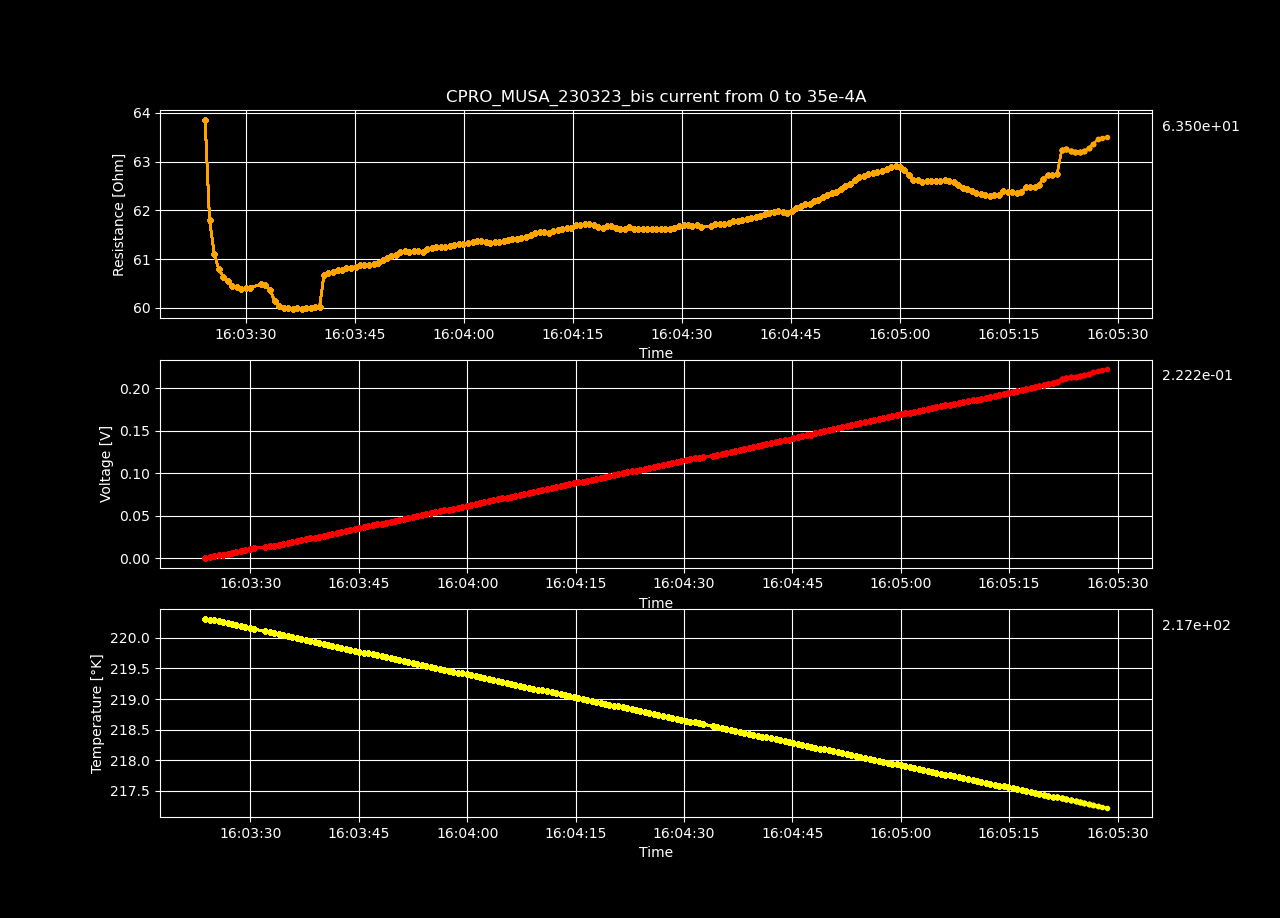 CPRO_MUSA_230323_bis current from 0 to 35e-4A
64
63
62
61
60
Resistance [Ohm]
6.350e+01
16:03:30 16:03:45 16:04:00 16:04:15 16:04:30 16:04:45 16:05:00 16:05:15 16:05:30
Time
0.20
0.15
0.10
0.05
0.00
Voltage [V]
2.222e-01
16:03:30 16:03:45 16:04:00 16:04:15 16:04:30 16:04:45 16:05:00 16:05:15 16:05:30
Time
220.0
219.5
219.0
218.5
218.0
217.5
Temperature [°K]
2.17e+02
16:03:30 16:03:45 16:04:00 16:04:15 16:04:30 16:04:45 16:05:00 16:05:15 16:05:30
Time